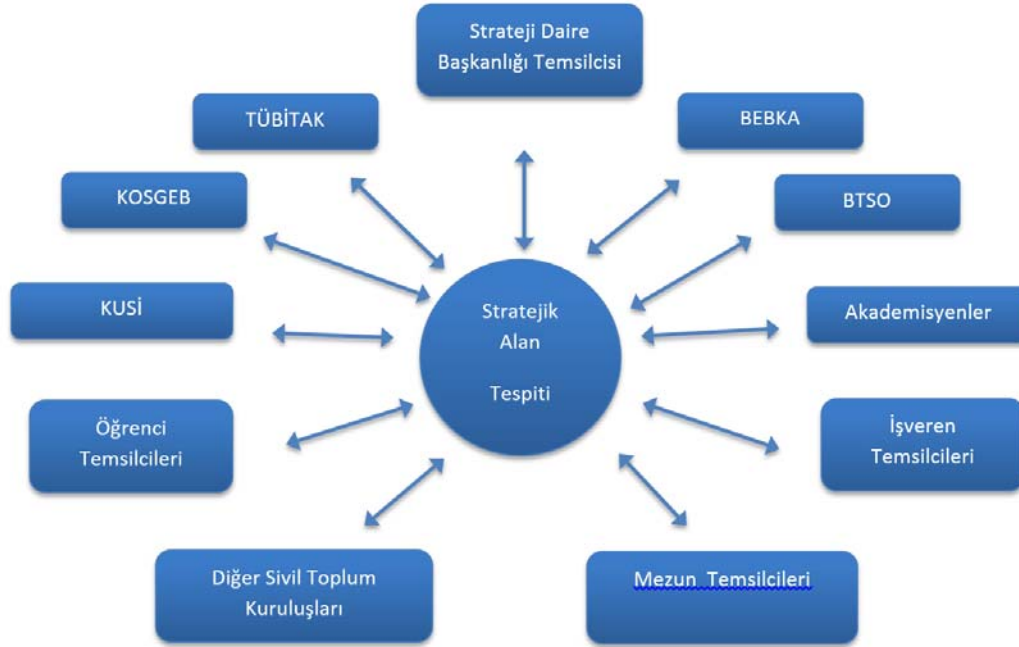 Strateji Daire
Başkanlığı Temsilcisi
TÜBİTAK
BEBKA
KOSGEB
BTSO
KUSİ
Stratejik
Alan
Tespiti
Akademisyenler
Öğrenci
Temsilcileri
İşveren
Temsilcileri
Diğer Sivil Toplum
Kuruluşları
Mezun Temsilcileri